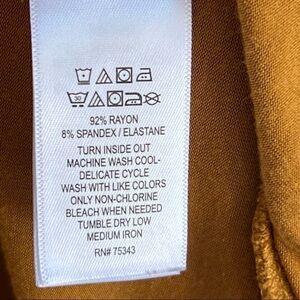 30
92% RAYON
8% SPANDEX / ELASTANE
TURN INSIDE OUT
MACHINE WASH COOL-
DELICATE CYCLE
WASH WITH LIKE COLORS
ONLY NON-CHLORINE
BLEACH WHEN NEEDED
TUMBLE DRY LOW
MEDIUM IRON
RN# 75343